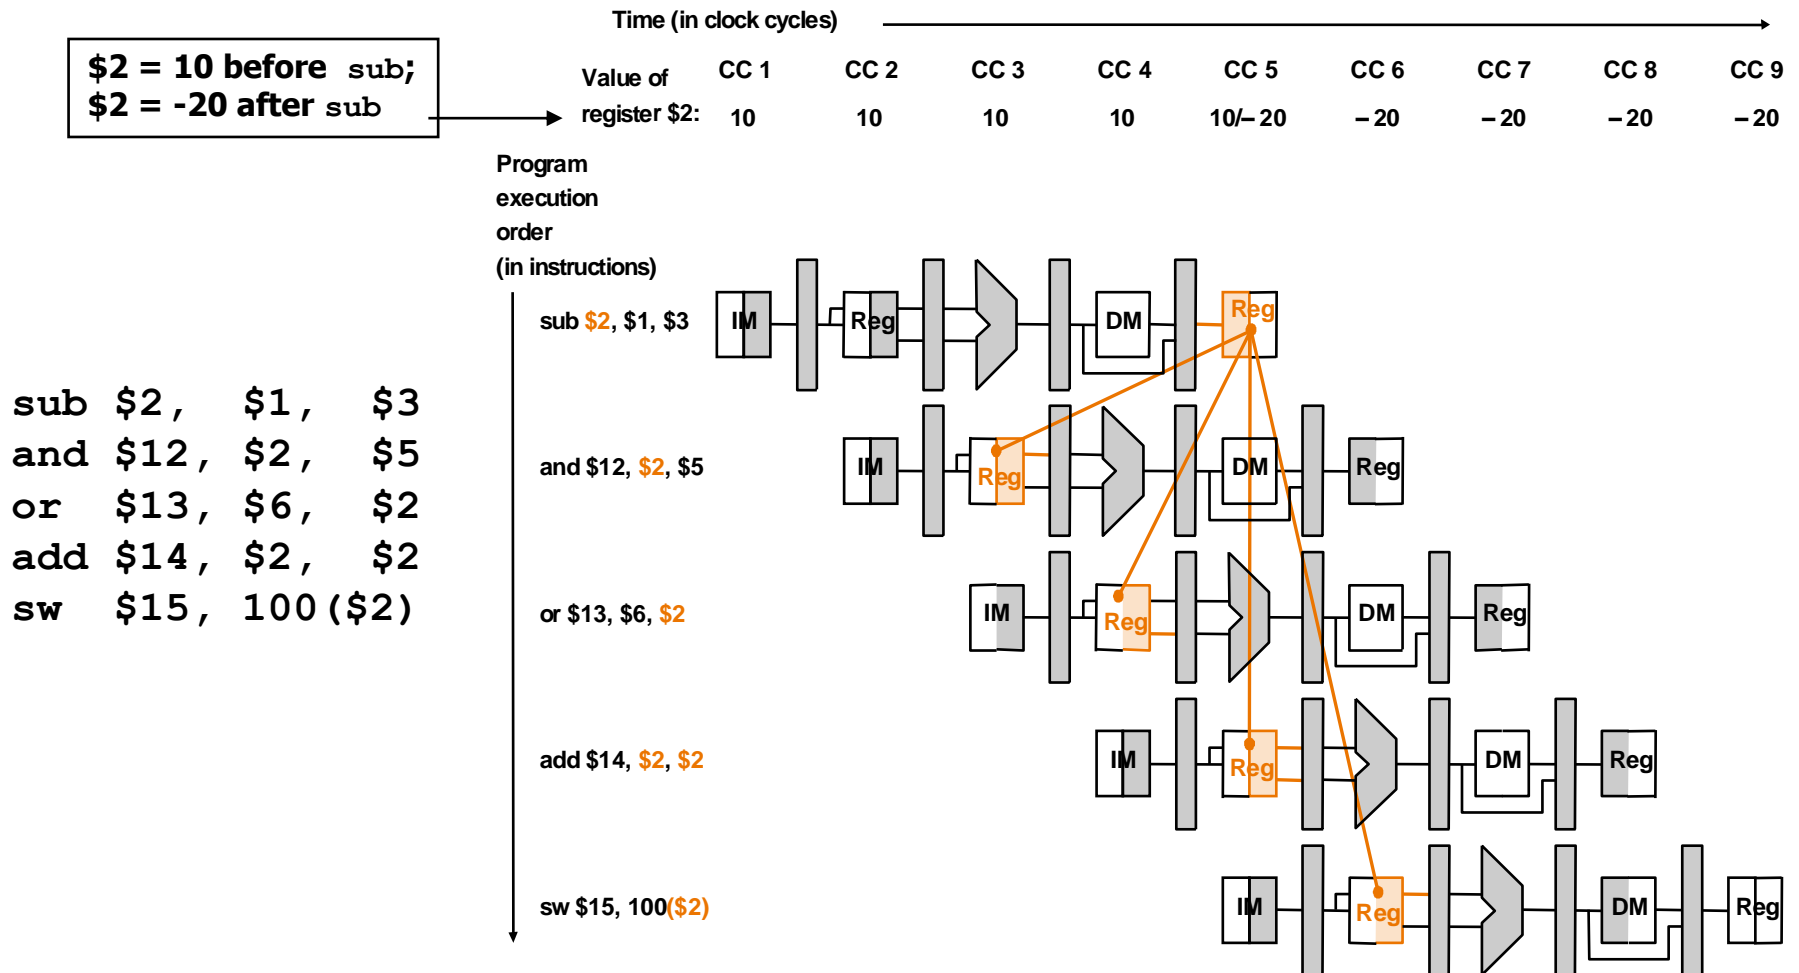 Time (in clock cycles)
$2 = 10 before sub;
$2 = -20 after sub
Value of
register $2:
CC 1 CC 2 CC 3 CC 4 CC 5 CC 6 CC 7 CC 8 CC 9
10 10 10 10 10/–20 –20 –20 –20 –20
Program
execution
order
(in instructions)
sub $2, $1, $3
IM Reg DM Reg
and $12, $2, $5
IM Reg DM Reg
or $13, $6, $2
IM Reg DM Reg
add $14, $2, $2
IM Reg DM Reg
sw $15, 100($2)
IM Reg DM Reg
sub $2, $1, $3
and $12, $2, $5
or $13, $6, $2
add $14, $2, $2
sw $15, 100($2)